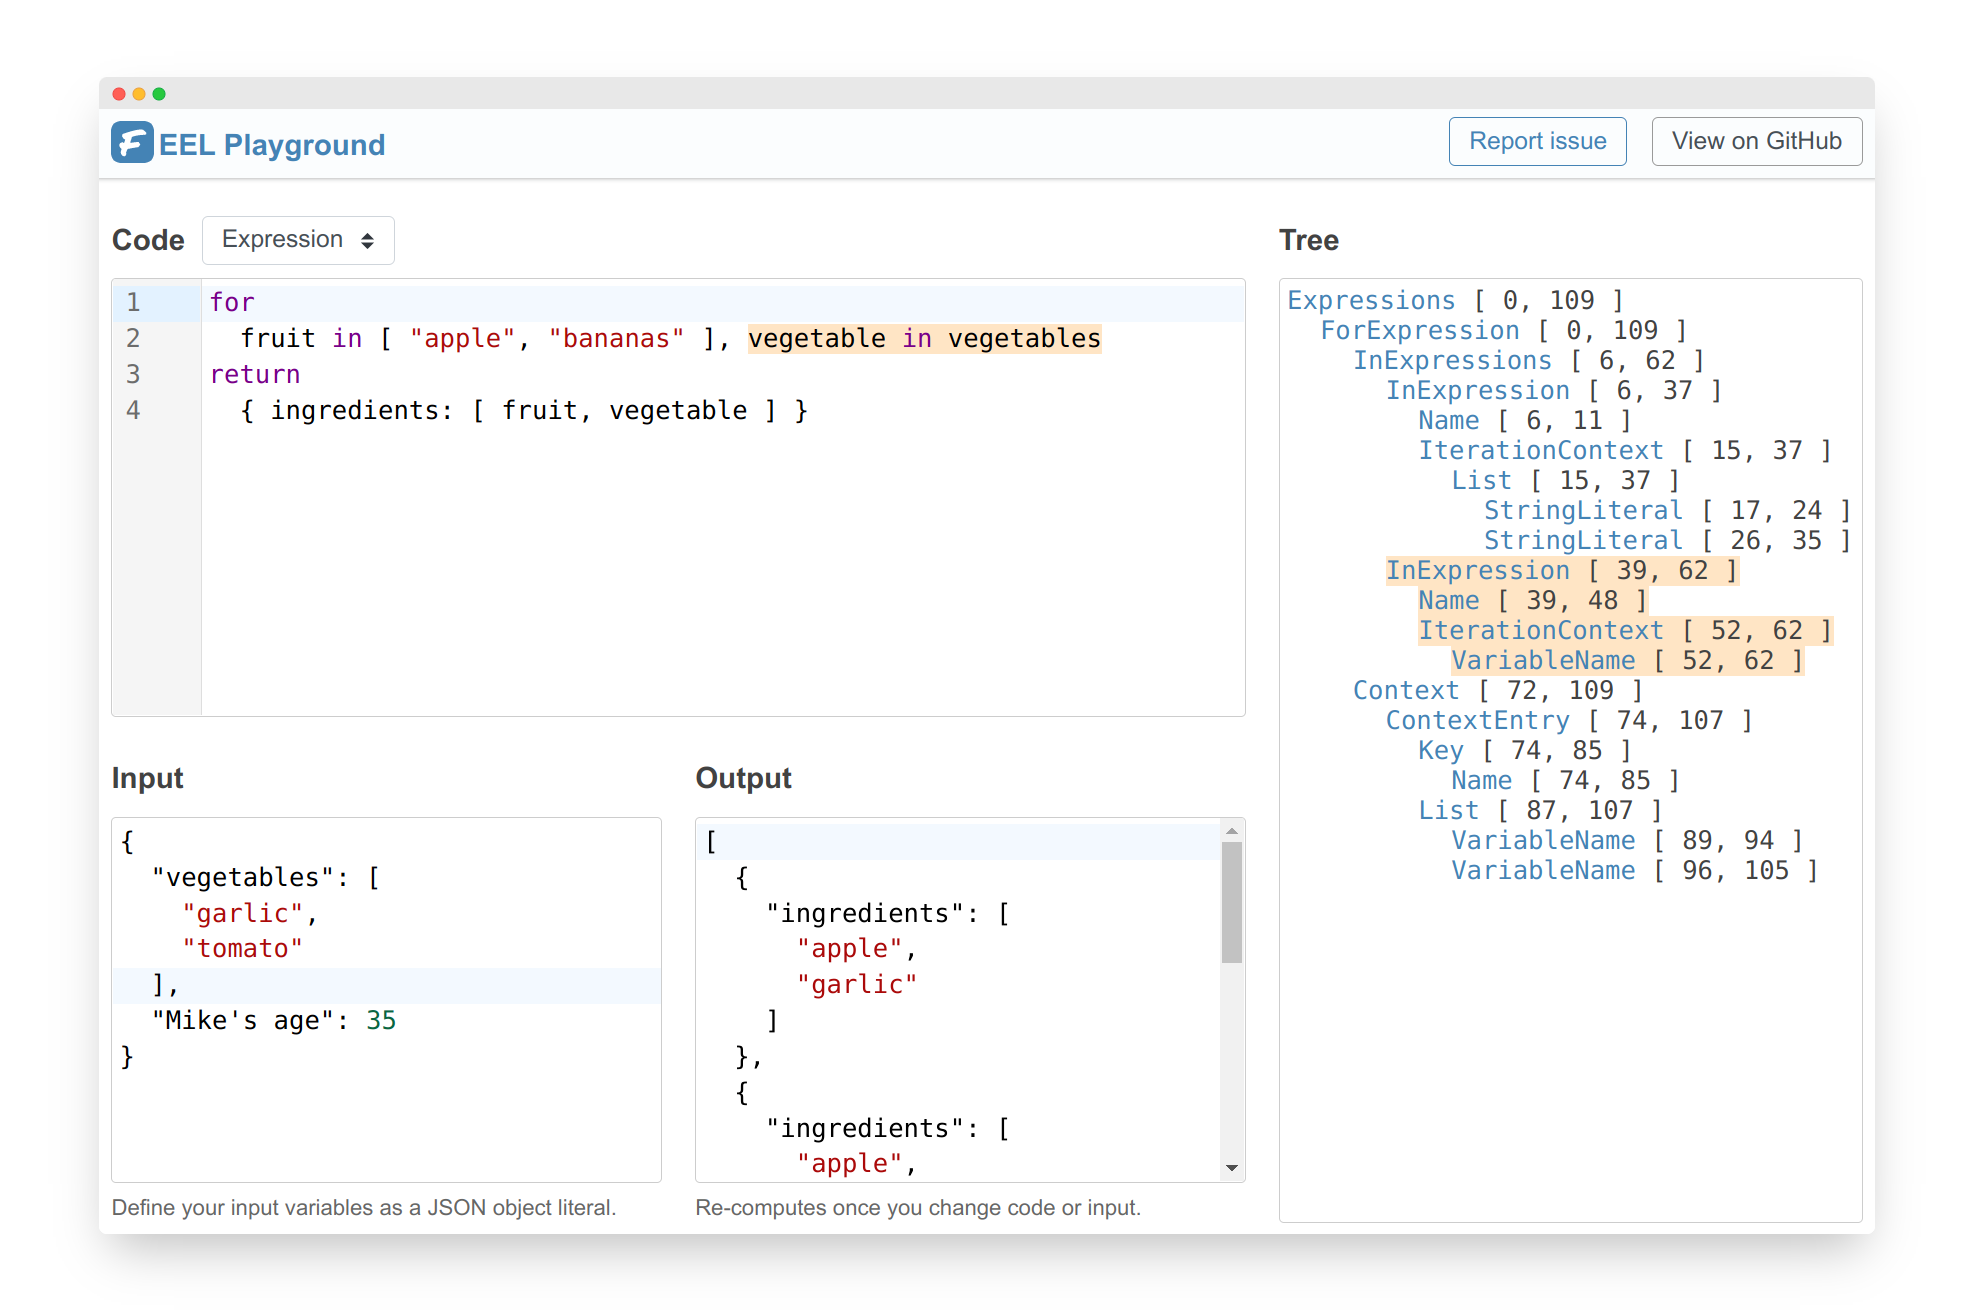 FEEL Playground
Report issue
View on GitHub
Code
Expression
1 for
2   fruit in [ "apple", "bananas" ], vegetable in vegetables
3 return
4   { ingredients: [ fruit, vegetable ] }
Tree
Expressions [ 0, 109 ]
ForExpression [ 0, 109 ]
InExpressions [ 6, 62 ]
InExpression [ 6, 37 ]
Name [ 6, 11 ]
IterationContext [ 15, 37 ]
List [ 15, 37 ]
StringLiteral [ 17, 24 ]
StringLiteral [ 26, 35 ]
InExpression [ 39, 62 ]
Name [ 39, 48 ]
IterationContext [ 52, 62 ]
VariableName [ 52, 62 ]
Context [ 72, 109 ]
ContextEntry [ 74, 107 ]
Key [ 74, 85 ]
Name [ 74, 85 ]
List [ 87, 107 ]
VariableName [ 89, 94 ]
VariableName [ 96, 105 ]
Input
{
  "vegetables": [
    "garlic",
    "tomato"
  ],
  "Mike's age": 35
}
Define your input variables as a JSON object literal.
Output
[
  {
    "ingredients": [
      "apple",
      "garlic"
    ]
  },
  {
    "ingredients": [
      "apple",
Re-computes once you change code or input.